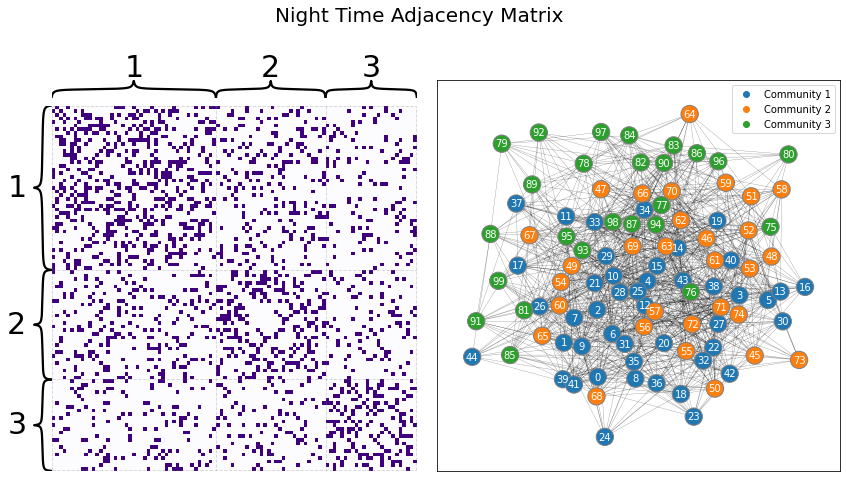 Night Time Adjacency Matrix
1 2 3
1
2
3
Community 1
Community 2
Community 3
64
92 97 84
79 83 86 80
78 82 90 96
89 47 66 70 59 51 58
37 34 77
11 33 98 87 94 62 19 75
88 67 95 69 63 14 46 52
93 29 61 40 48
17 49 15 53
99 54 21 10 4 43 38 16
28 25 76 3 5 13
81 26 60 2 12 57 71 74
91 7 56 72 27 30
65 1 9 6 31 20 22
44 85 35 55 32 45 73
39 41 0 8 36 42
68 18 50
23
24